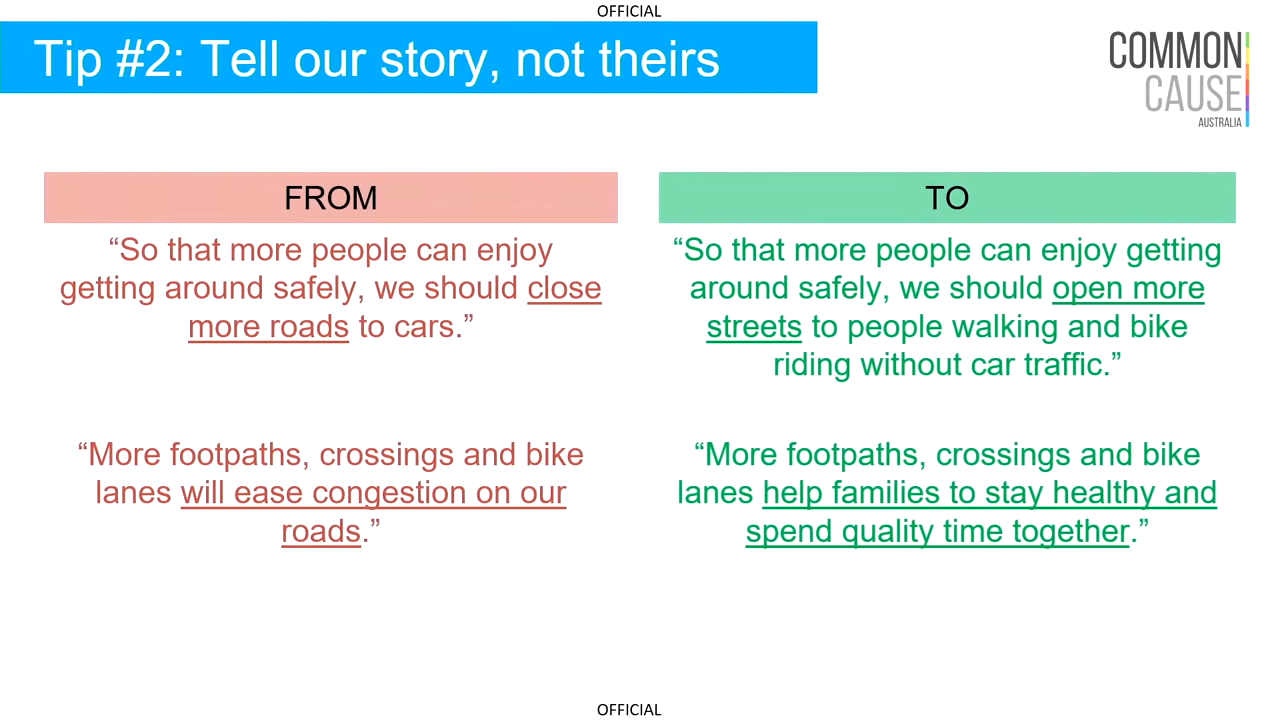 OFFICIAL
Tip #2: Tell our story, not theirs
COMMON
CAUSE
AUSTRALIA
FROM
“So that more people can enjoy
getting around safely, we should close
more roads to cars.”
“More footpaths, crossings and bike
lanes will ease congestion on our
roads.”
TO
“So that more people can enjoy getting
around safely, we should open more
streets to people walking and bike
riding without car traffic.”
“More footpaths, crossings and bike
lanes help families to stay healthy and
spend quality time together.”
OFFICIAL